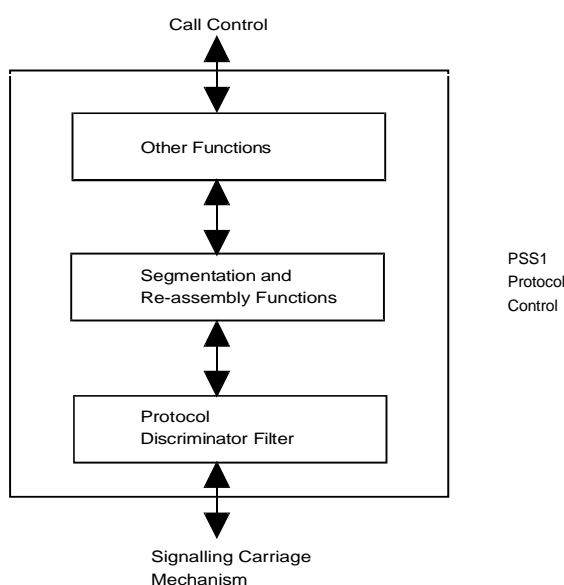 Call Control
Other Functions
Segmentation and
Re-assembly Functions
PSS1
Protocol
Control
Protocol
Discriminator Filter
Signalling Carriage
Mechanism